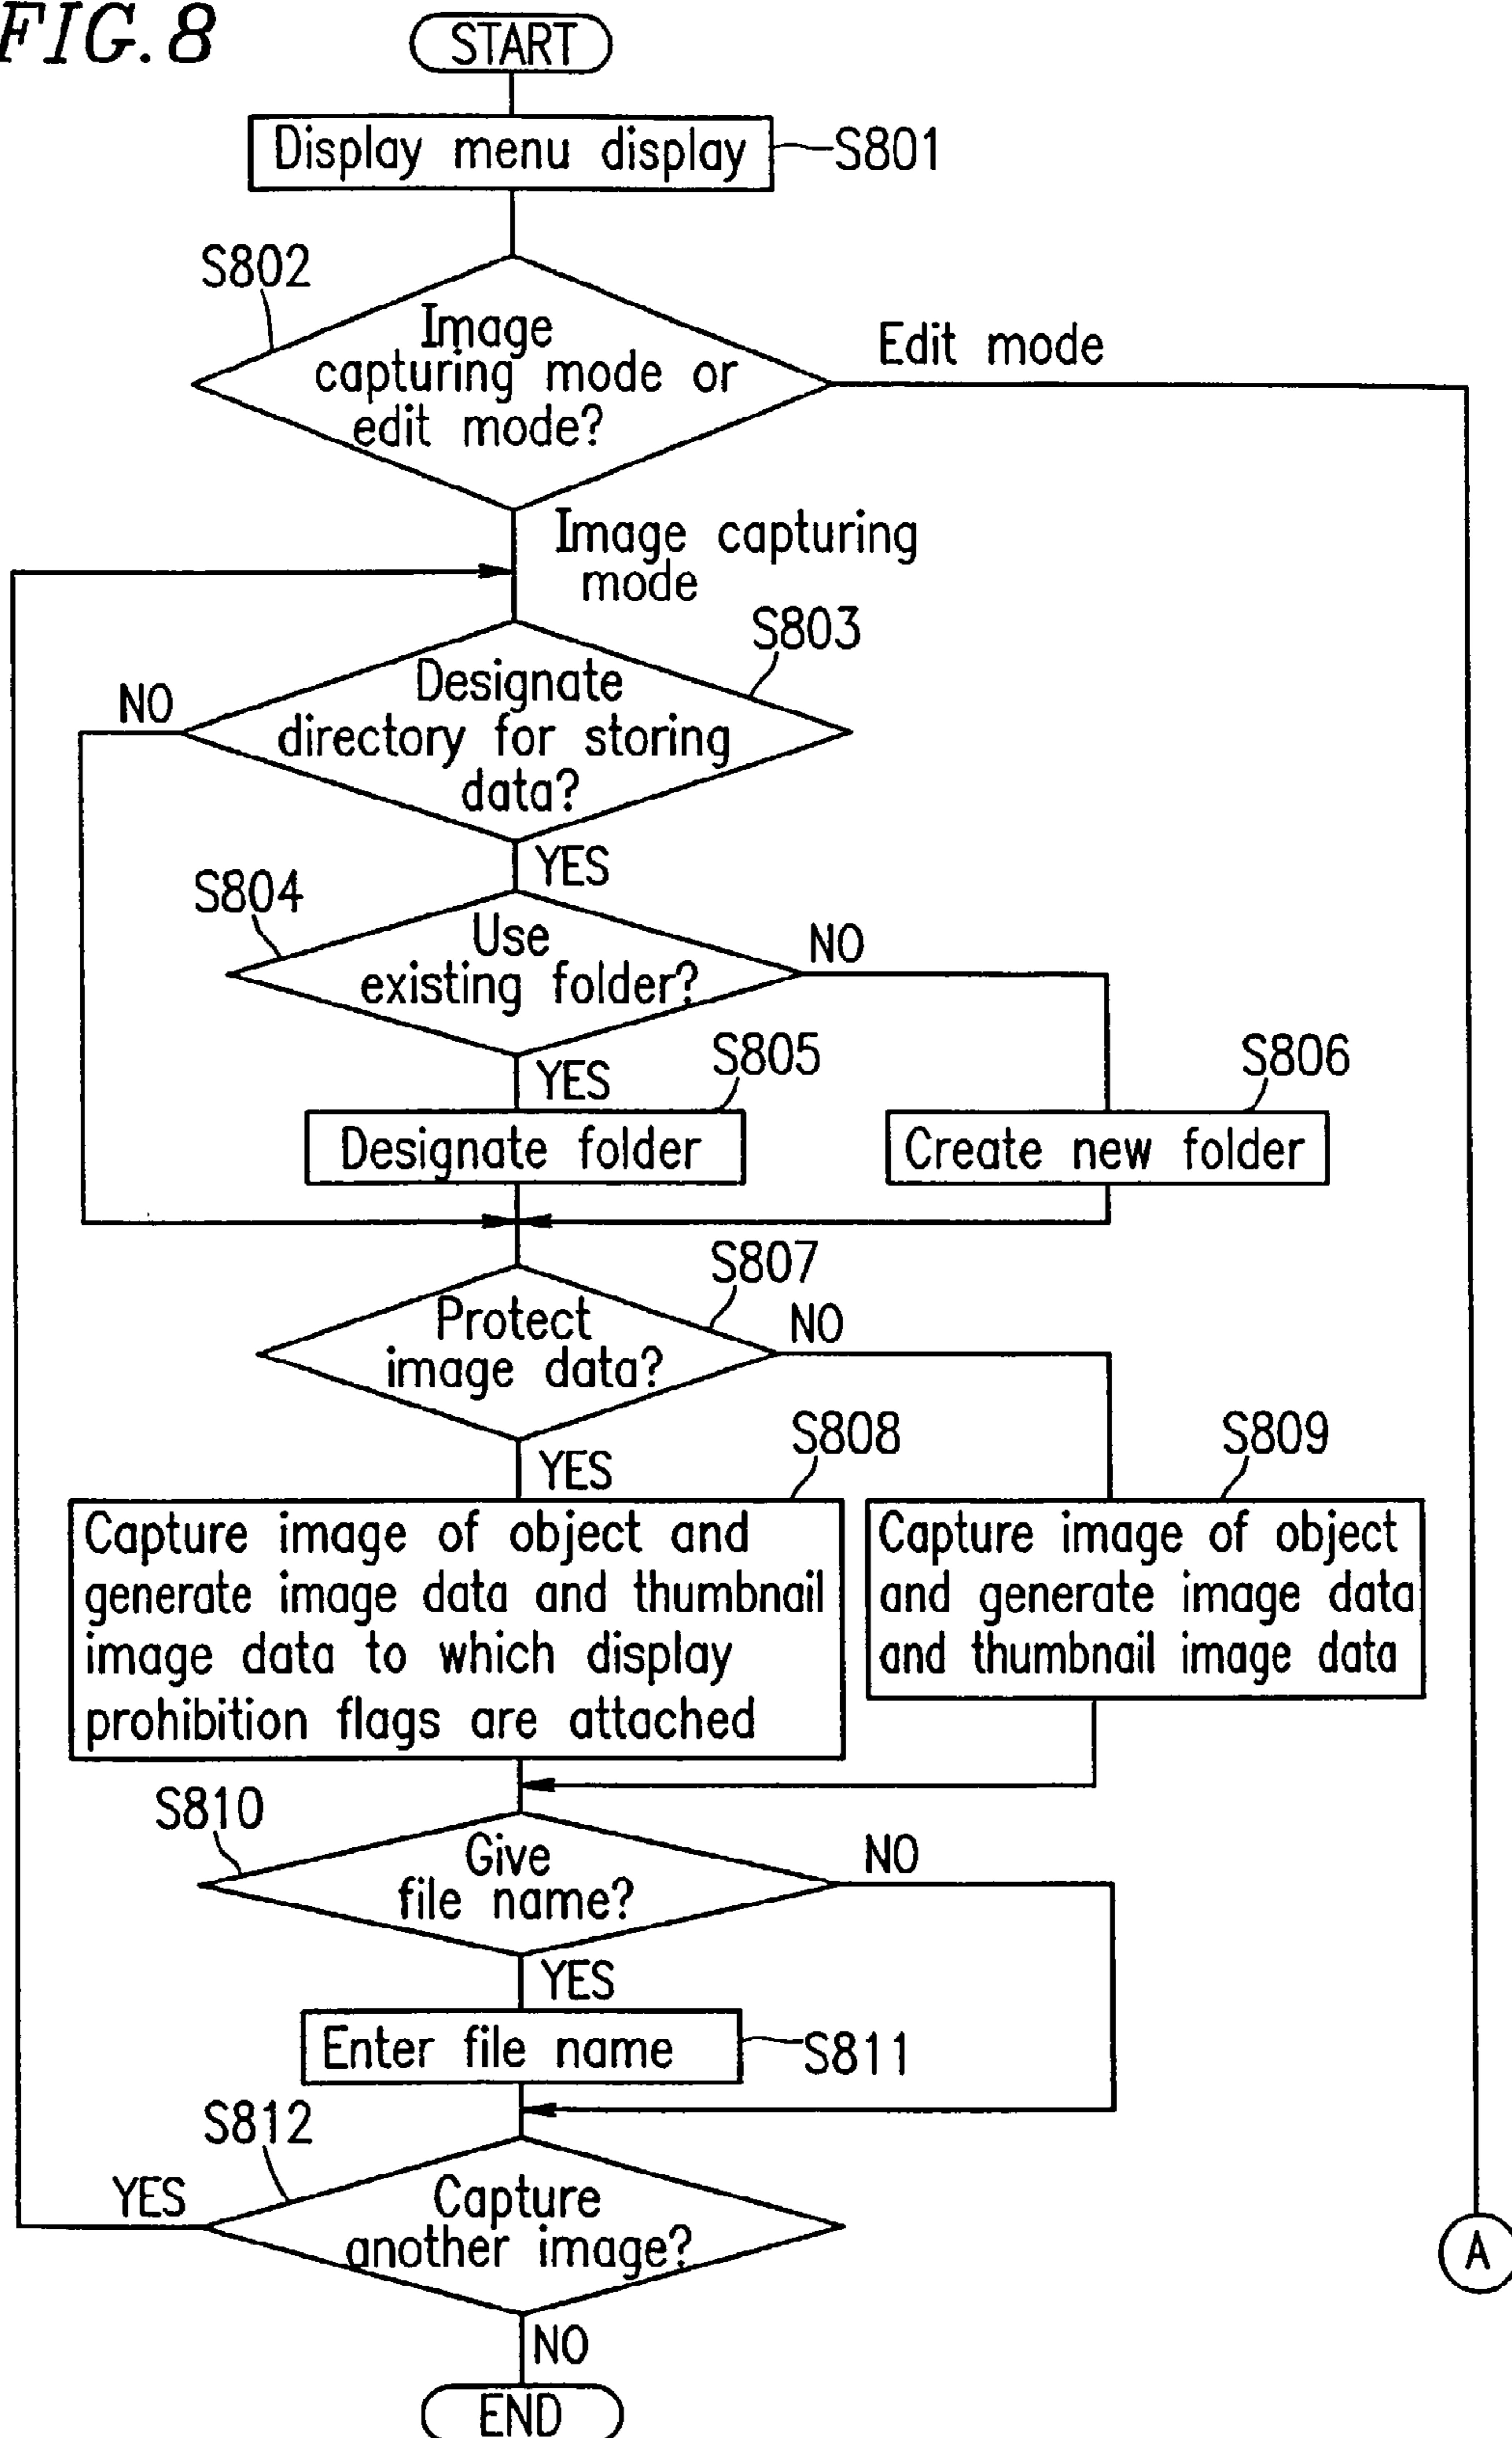 FIG. 8
START
Display menu display
S801
S802
Image
capturing mode or
edit mode?
Edit mode
Image capturing
mode
S803
Designate
directory for storing
data?
NO
YES
S804
Use
existing folder?
NO
YES
S805
Designate folder
S806
Create new folder
S807
Protect
image data?
NO
YES
S808
Capture image of object and
generate image data and thumbnail
image data to which display
prohibition flags are attached
S809
Capture image of object
and generate image data
and thumbnail image data
S810
Give
file name?
NO
YES
Enter file name
S811
S812
Capture
another image?
YES
NO
END
A